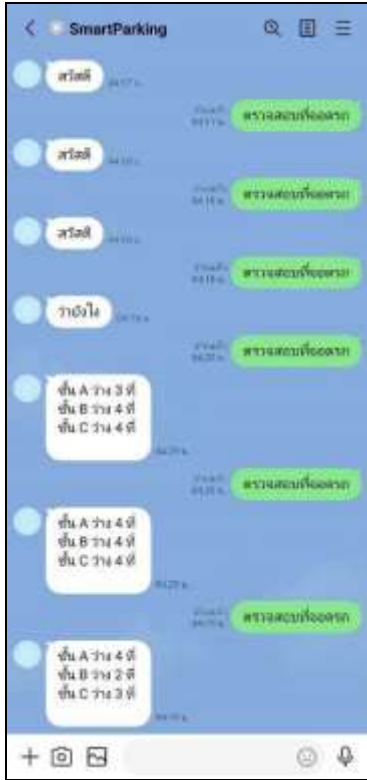 SmartParking
สวัสดี
ตรวจสอบที่จอดรถ
สวัสดี
ตรวจสอบที่จอดรถ
สวัสดี
ตรวจสอบที่จอดรถ
ว่ายังไง
ตรวจสอบที่จอดรถ
ชั้น A ว่าง 3 ที่
ชั้น B ว่าง 4 ที่
ชั้น C ว่าง 4 ที่
ตรวจสอบที่จอดรถ
ชั้น A ว่าง 4 ที่
ชั้น B ว่าง 4 ที่
ชั้น C ว่าง 4 ที่
ตรวจสอบที่จอดรถ
ชั้น A ว่าง 4 ที่
ชั้น B ว่าง 2 ที่
ชั้น C ว่าง 3 ที่